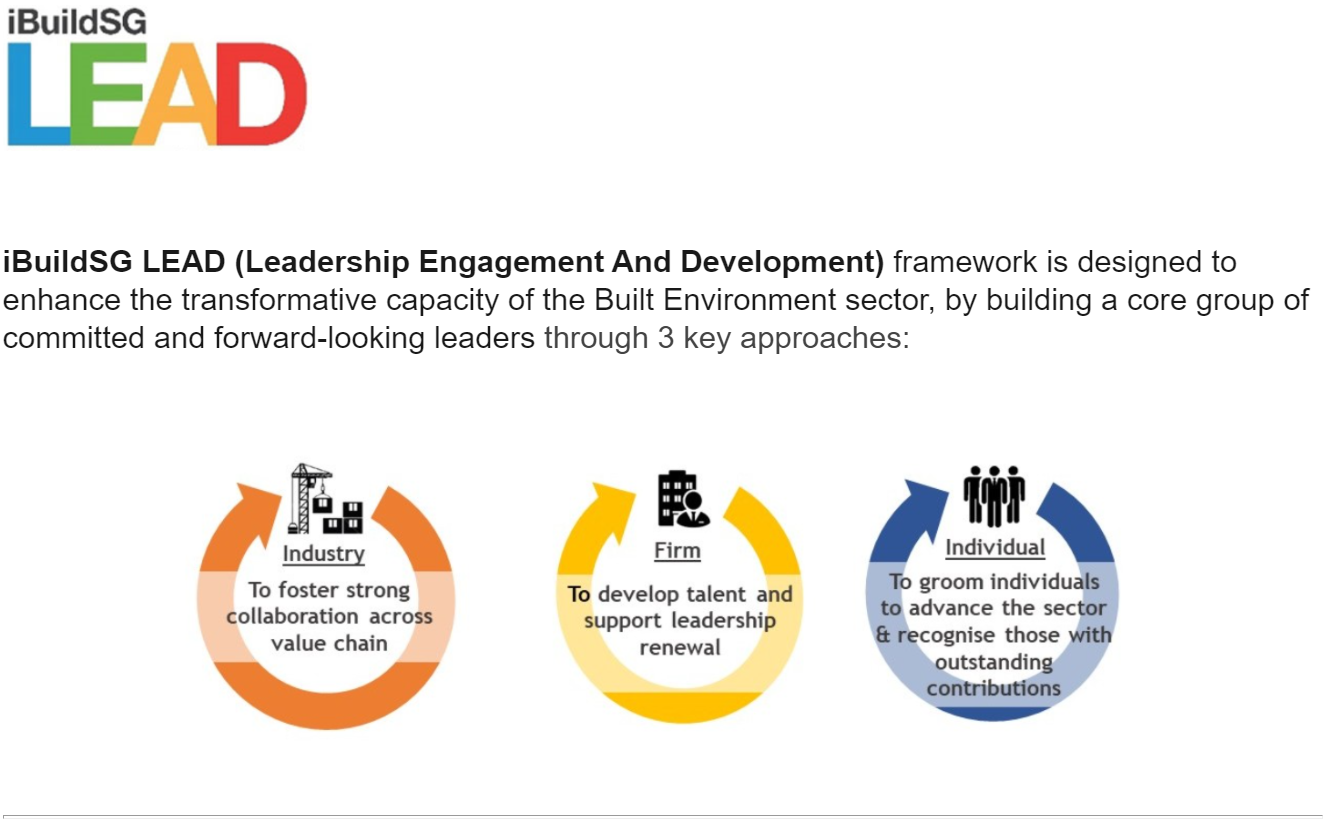 iBuildSG
LEAD
iBuildSG LEAD (Leadership Engagement And Development) framework is designed to
enhance the transformative capacity of the Built Environment sector, by building a core group of
committed and forward-looking leaders through 3 key approaches:
Industry
To foster strong
collaboration across
value chain
Firm
To develop talent and
support leadership
renewal
Individual
To groom individuals
to advance the sector
& recognise those with
outstanding
contributions